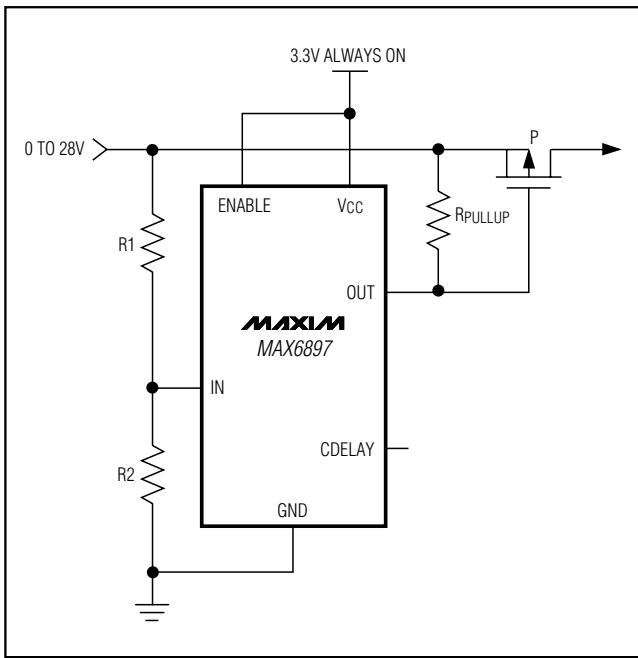 3.3V ALWAYS ON
0 TO 28V
P
ENABLE
VCC
R1
RPULLUP
OUT
MAXIM
MAX6897
IN
CDELAY
R2
GND